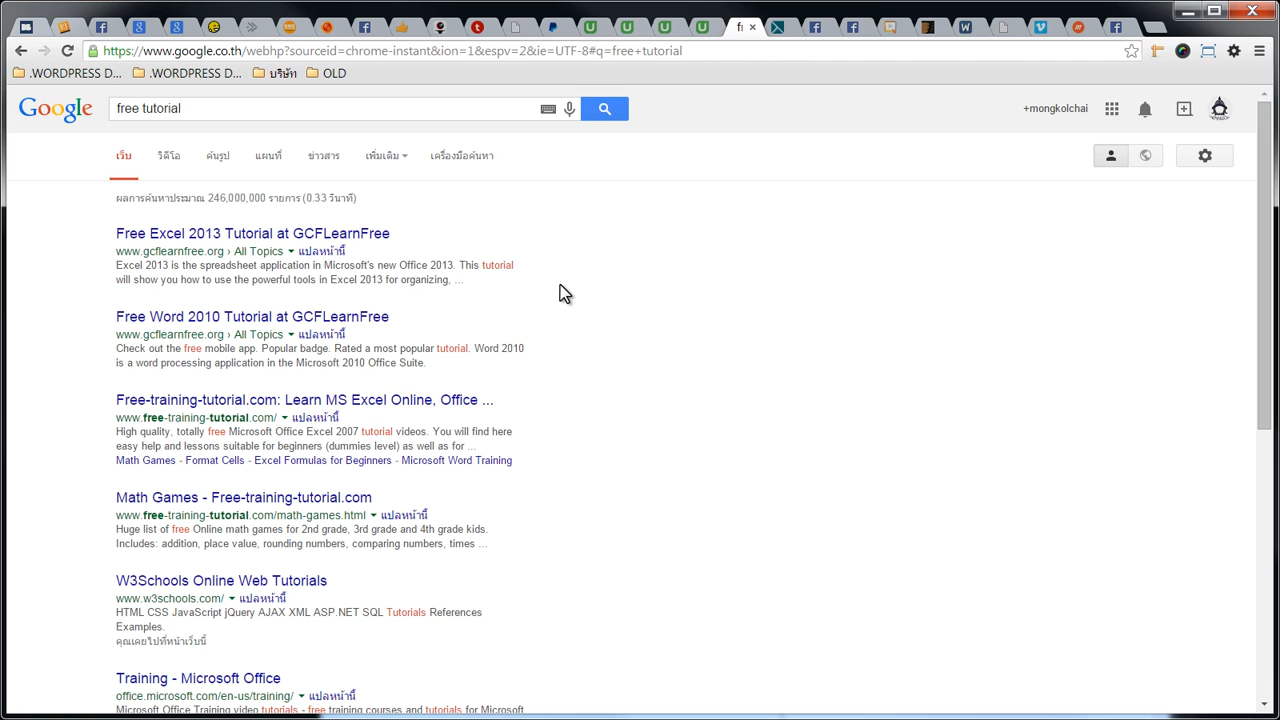 f
https://www.google.co.th/webhp?sourceid=chrome-instant&ion=1&espv=2&ie=UTF-8#q=free+tutorial
.WORDPRESS D... .WORDPRESS D... บริษัท OLD
Google free tutorial +mongkolchai
เว็บ วิดีโอ ค้นรูป แผนที่ ข่าวสาร เพิ่มเติม เครื่องมือค้นหา
ผลการค้นหาประมาณ 246,000,000 รายการ (0.33 วินาที)
Free Excel 2013 Tutorial at GCFLearnFree
www.gcflearnfree.org › All Topics แปลหน้านี้
Excel 2013 is the spreadsheet application in Microsoft's new Office 2013. This tutorial
will show you how to use the powerful tools in Excel 2013 for organizing, ...
Free Word 2010 Tutorial at GCFLearnFree
www.gcflearnfree.org › All Topics แปลหน้านี้
Check out the free mobile app. Popular badge. Rated a most popular tutorial. Word 2010
is a word processing application in the Microsoft 2010 Office Suite.
Free-training-tutorial.com: Learn MS Excel Online, Office ...
www.free-training-tutorial.com/ แปลหน้านี้
High quality, totally free Microsoft Office Excel 2007 tutorial videos. You will find here
easy help and lessons suitable for beginners (dummies level) as well as for ...
Math Games - Format Cells - Excel Formulas for Beginners - Microsoft Word Training
Math Games - Free-training-tutorial.com
www.free-training-tutorial.com/math-games.html แปลหน้านี้
Huge list of free Online math games for 2nd grade, 3rd grade and 4th grade kids.
Includes: addition, place value, rounding numbers, comparing numbers, times ...
W3Schools Online Web Tutorials
www.w3schools.com/ แปลหน้านี้
HTML CSS JavaScript jQuery AJAX XML ASP.NET SQL Tutorials References
Examples.
คุณเคยไปที่หน้าเว็บนี้
Training - Microsoft Office
office.microsoft.com/en-us/training/ แปลหน้านี้
Microsoft Office Training video tutorials - free training courses and tutorials for Microsoft